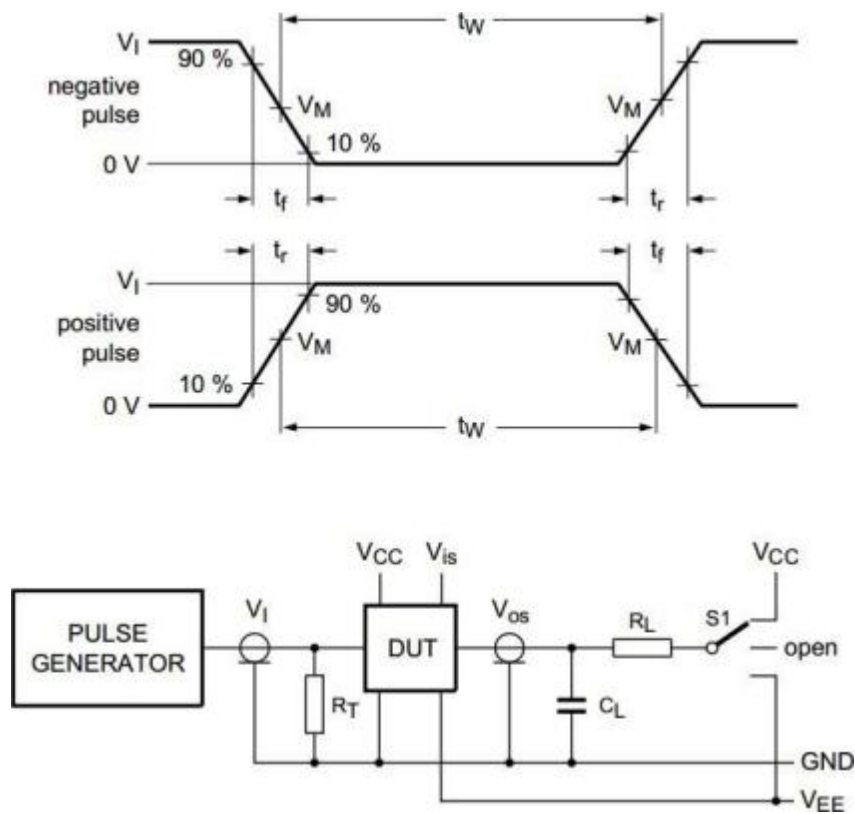 tW
VI
90 %
negative
pulse
VM
VM
10 %
0 V
tf
tr
tr
tf
VI
90 %
positive
pulse
VM
VM
10 %
0 V
tW
VCC
Vis
VCC
VI
Vos
RL
S1
PULSE
GENERATOR
DUT
open
RT
CL
GND
VEE